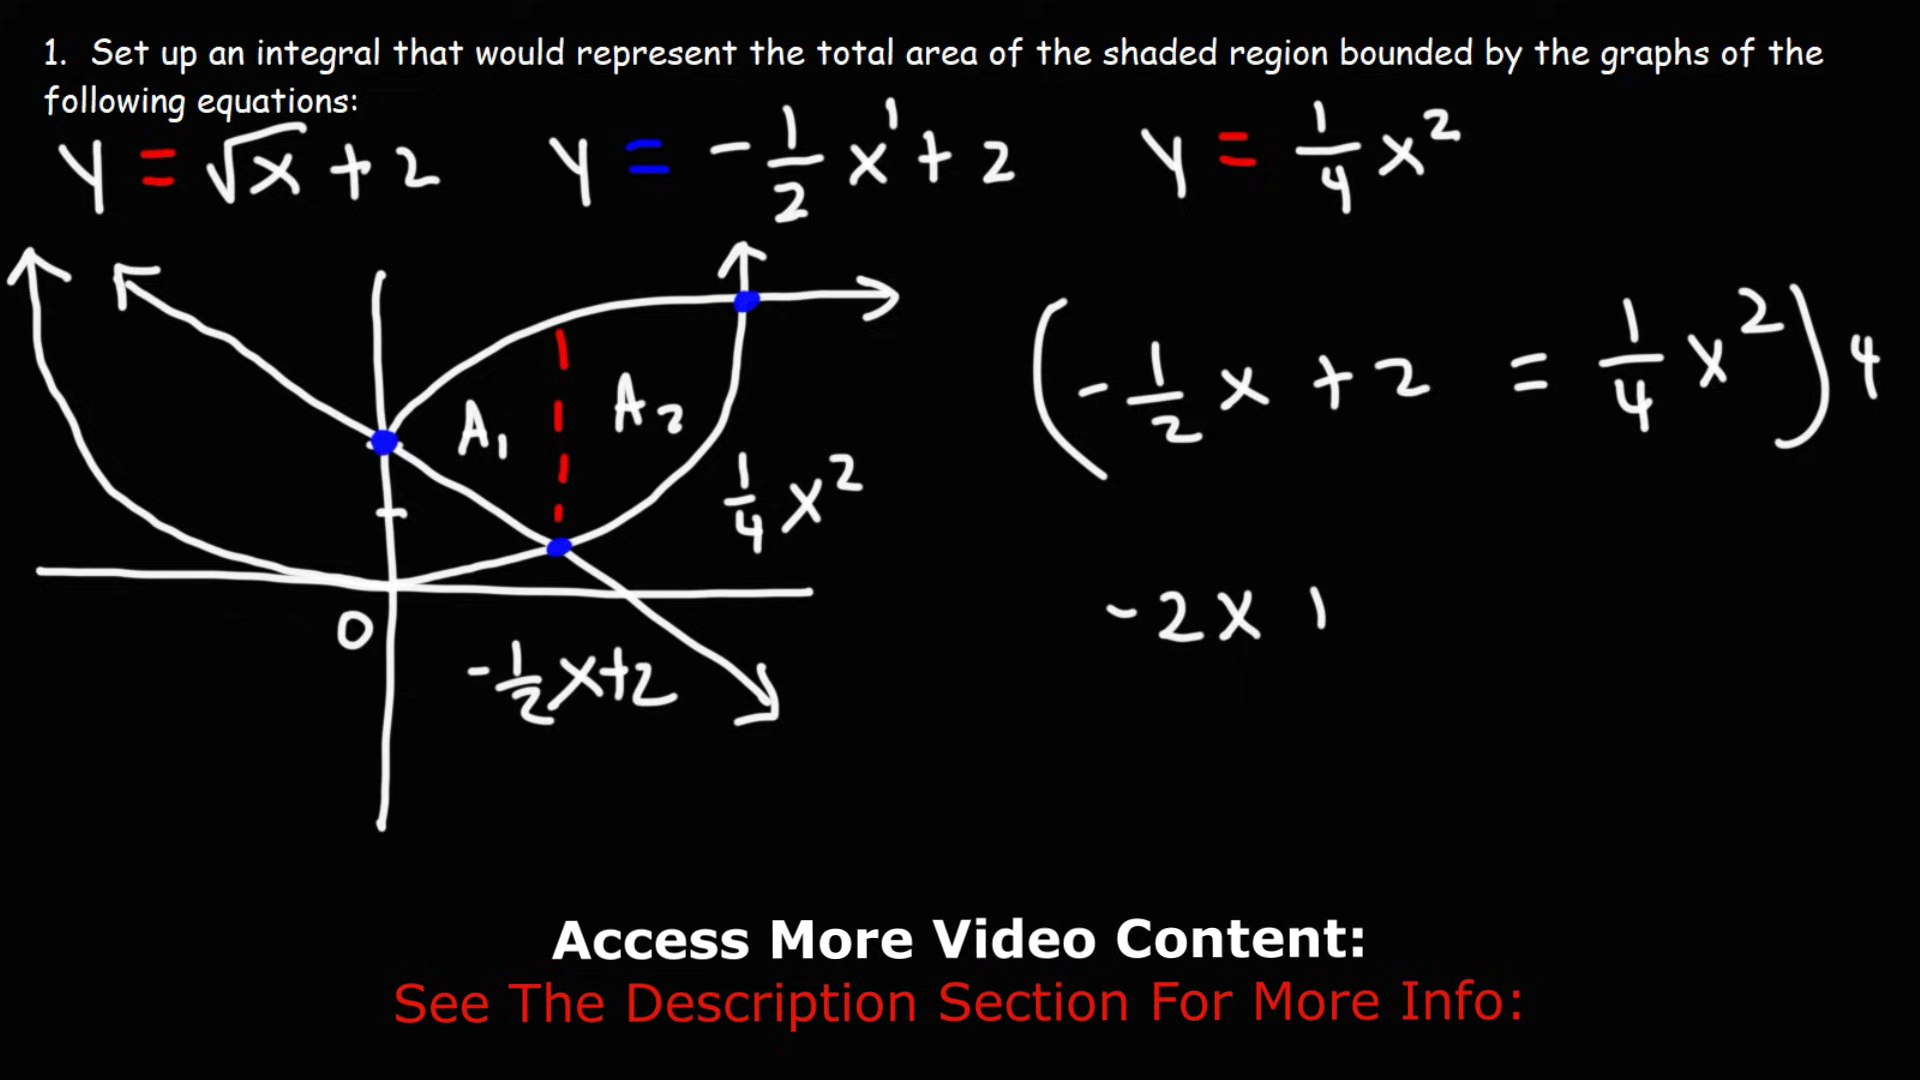 1. Set up an integral that would represent the total area of the shaded region bounded by the graphs of the
following equations:
y = √x + 2   y = -1/2 x¹ + 2   y = 1/4 x²
(-1/2 x + 2 = 1/4 x²) 4
A₁ A₂
1/4 x²
-2x 1
0
-1/2 x+2
Access More Video Content:
See The Description Section For More Info: